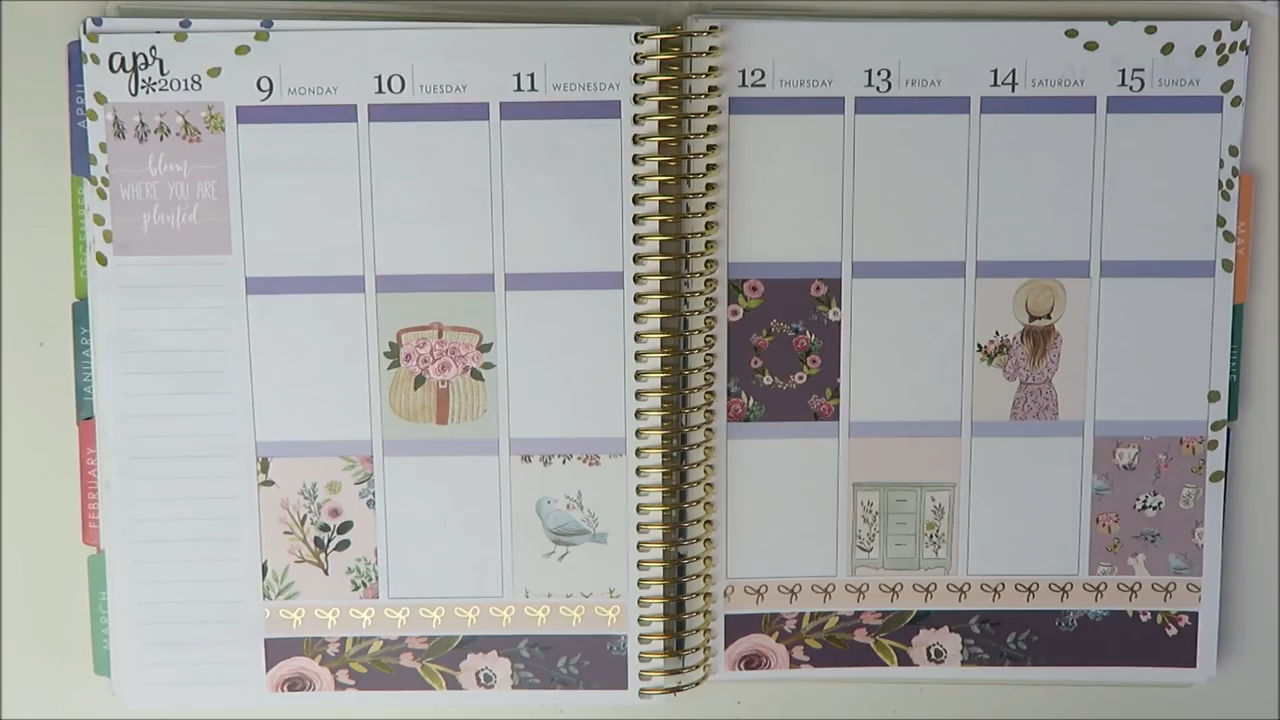 apr
*2018
bloom
WHERE YOU ARE
planted
9 MONDAY
10 TUESDAY
11 WEDNESDAY
12 THURSDAY
13 FRIDAY
14 SATURDAY
15 SUNDAY
APRIL
DECEMBER
JANUARY
FEBRUARY
MARCH
MAY
JUNE